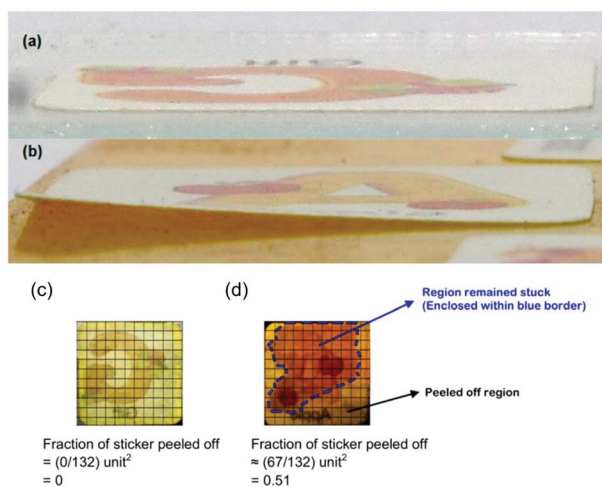 (a)
(b)
(c)
(d)
Region remained stuck
(Enclosed within blue border)
Peeled off region
Fraction of sticker peeled off
= (0/132) unit²
= 0
Fraction of sticker peeled off
≈ (67/132) unit²
= 0.51